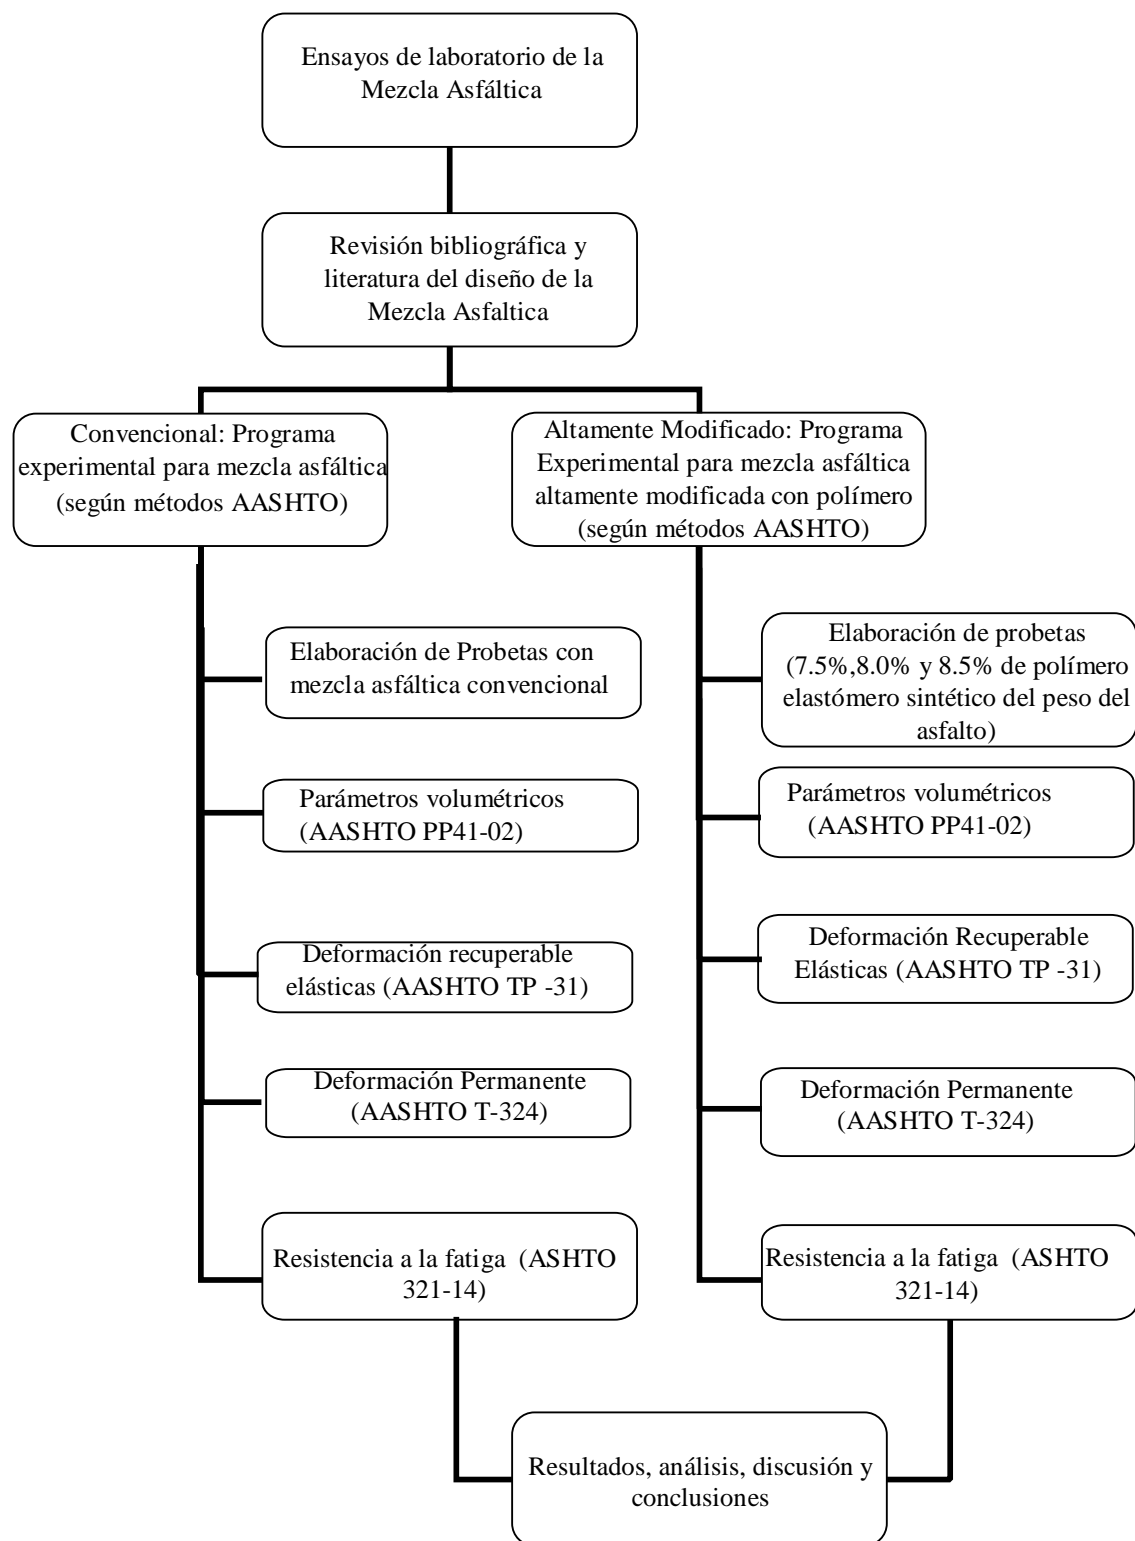 Ensayos de laboratorio de la
Mezcla Asfáltica
Revisión bibliográfica y
literatura del diseño de la
Mezcla Asfaltica
Convencional: Programa
experimental para mezcla asfáltica
(según métodos AASHTO)
Altamente Modificado: Programa
Experimental para mezcla asfáltica
altamente modificada con polímero
(según métodos AASHTO)
Elaboración de Probetas con
mezcla asfáltica convencional
Elaboración de probetas
(7.5%,8.0% y 8.5% de polímero
elastómero sintético del peso del
asfalto)
Parámetros volumétricos
(AASHTO PP41-02)
Parámetros volumétricos
(AASHTO PP41-02)
Deformación recuperable
elásticas (AASHTO TP -31)
Deformación Recuperable
Elásticas (AASHTO TP -31)
Deformación Permanente
(AASHTO T-324)
Deformación Permanente
(AASHTO T-324)
Resistencia a la fatiga  (ASHTO
321-14)
Resistencia a la fatiga  (ASHTO
321-14)
Resultados, análisis, discusión y
conclusiones